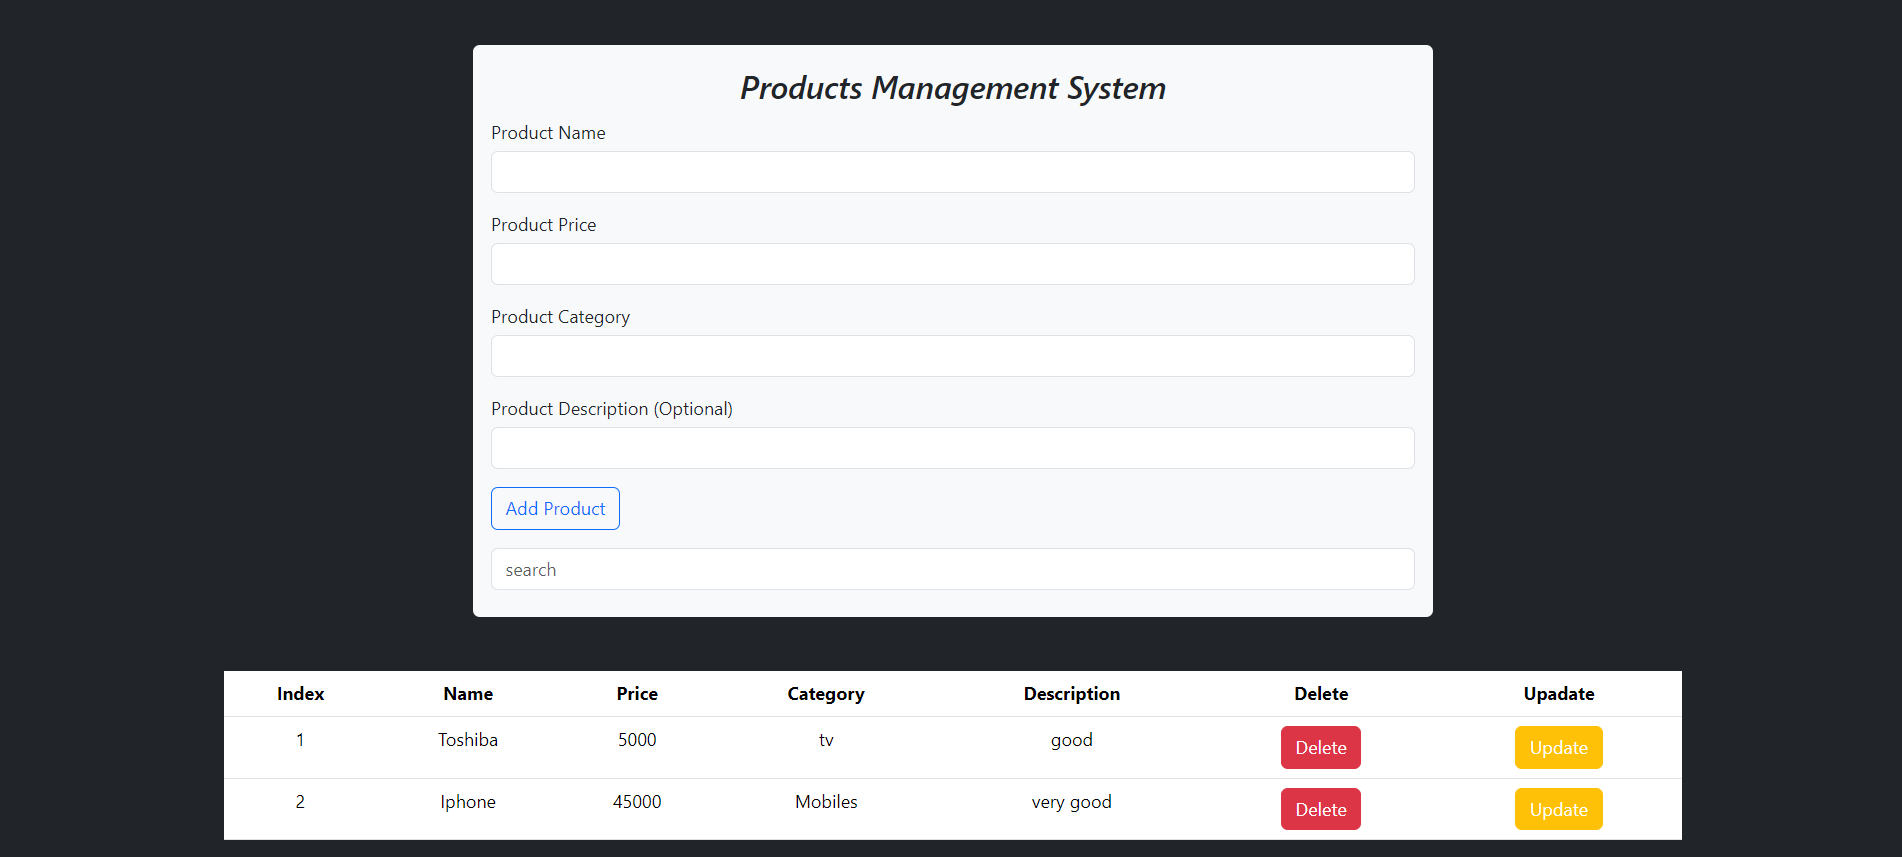 Products Management System
Product Name
Product Price
Product Category
Product Description (Optional)
Add Product
search
Index Name Price Category Description Delete Upadate
1 Toshiba 5000 tv good Delete Update
2 Iphone 45000 Mobiles very good Delete Update